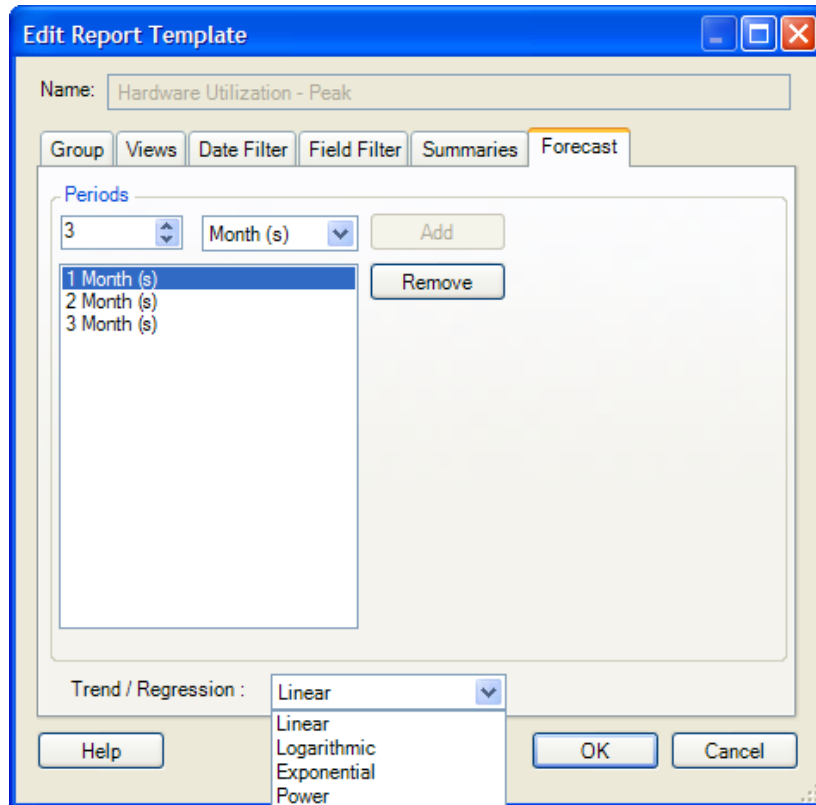 Edit Report Template
Name: Hardware Utilization - Peak
Group Views Date Filter Field Filter Summaries Forecast
Periods
3 Month (s) Add
1 Month (s) Remove
2 Month (s)
3 Month (s)
Trend / Regression : Linear
Linear
Logarithmic
Help OK Cancel
Exponential
Power